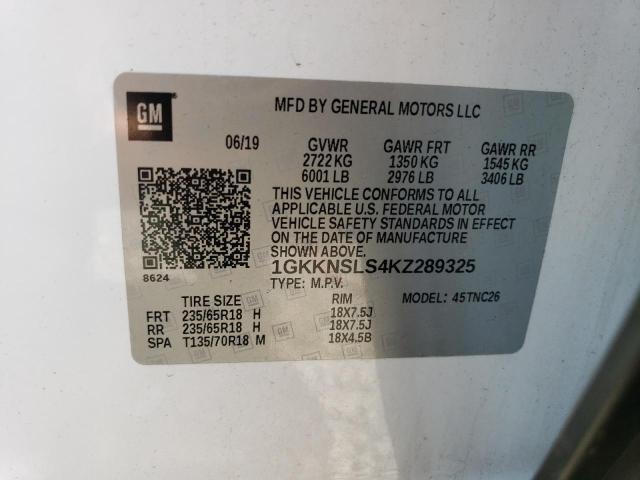 GM
MFD BY GENERAL MOTORS LLC
06/19 GVWR GAWR FRT GAWR RR
2722 KG 1350 KG 1545 KG
6001 LB 2976 LB 3406 LB
THIS VEHICLE CONFORMS TO ALL
APPLICABLE U.S. FEDERAL MOTOR
VEHICLE SAFETY STANDARDS IN EFFECT
ON THE DATE OF MANUFACTURE
SHOWN ABOVE.
8624
1GKKNSLS4KZ289325
TYPE: M.P.V. MODEL: 45TNC26
TIRE SIZE RIM
FRT 235/65R18 H 18X7.5J
RR 235/65R18 H 18X7.5J
SPA T135/70R18 M 18X4.5B